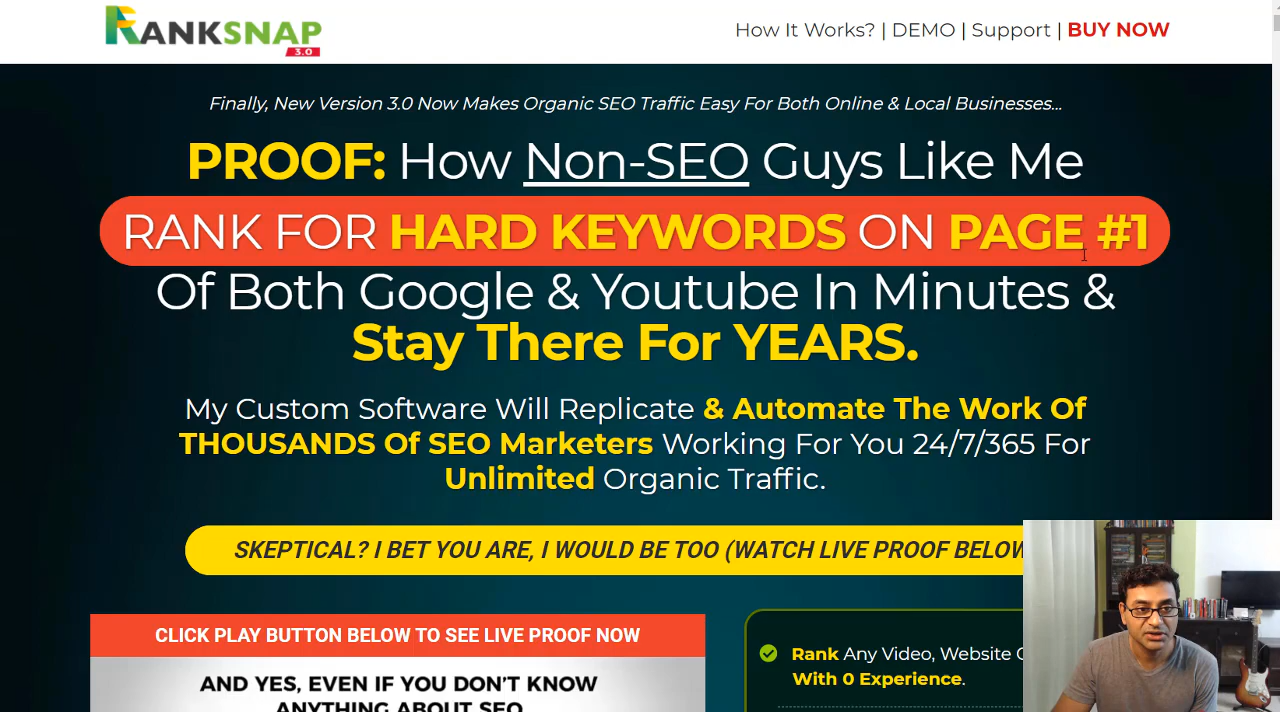 RANKSNAP
3.0
How It Works? | DEMO | Support | BUY NOW
Finally, New Version 3.0 Now Makes Organic SEO Traffic Easy For Both Online & Local Businesses...
PROOF: How Non-SEO Guys Like Me
RANK FOR HARD KEYWORDS ON PAGE #1
Of Both Google & Youtube In Minutes &
Stay There For YEARS.
My Custom Software Will Replicate & Automate The Work Of
THOUSANDS Of SEO Marketers Working For You 24/7/365 For
Unlimited Organic Traffic.
SKEPTICAL? I BET YOU ARE, I WOULD BE TOO (WATCH LIVE PROOF BELOW
CLICK PLAY BUTTON BELOW TO SEE LIVE PROOF NOW
AND YES, EVEN IF YOU DON'T KNOW
ANYTHING ABOUT SEO
Rank Any Video, Website
With 0 Experience.